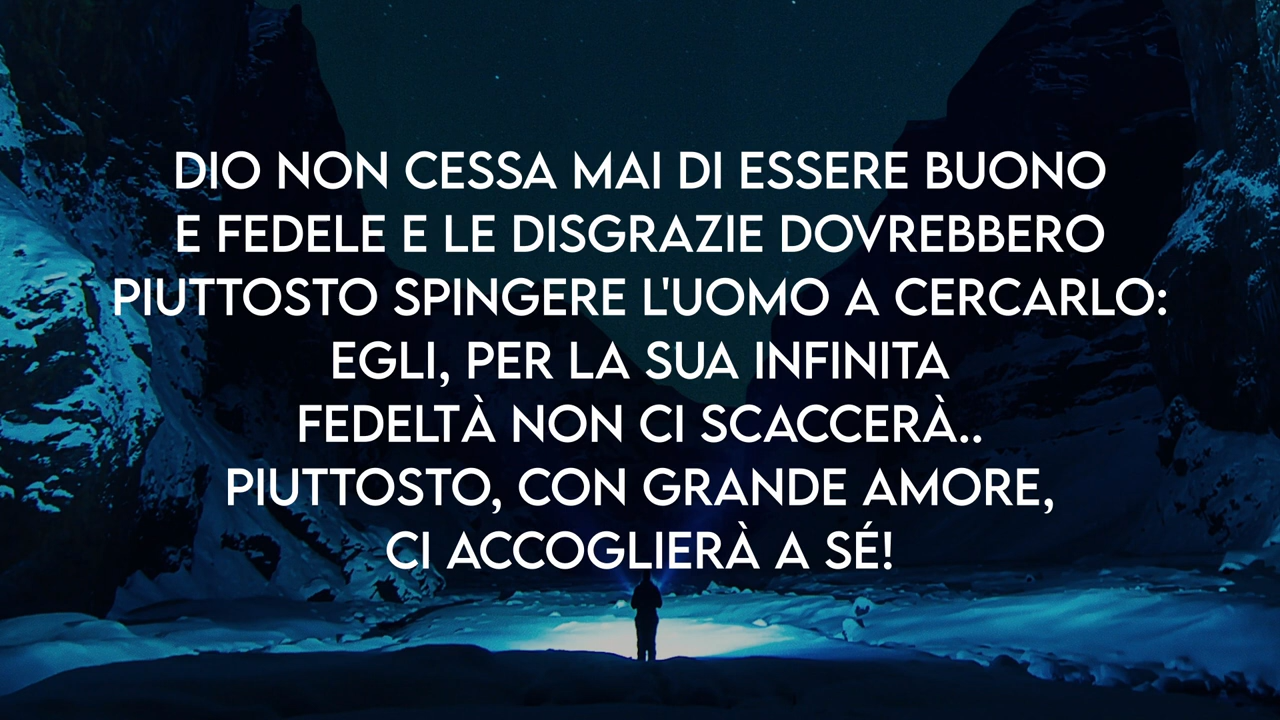 DIO NON CESSA MAI DI ESSERE BUONO
E FEDELE E LE DISGRAZIE DOVREBBERO
PIUTTOSTO SPINGERE L'UOMO A CERCARLO:
EGLI, PER LA SUA INFINITA
FEDELTÀ NON CI SCACCERÀ..
PIUTTOSTO, CON GRANDE AMORE,
CI ACCOGLIERÀ A SÉ!